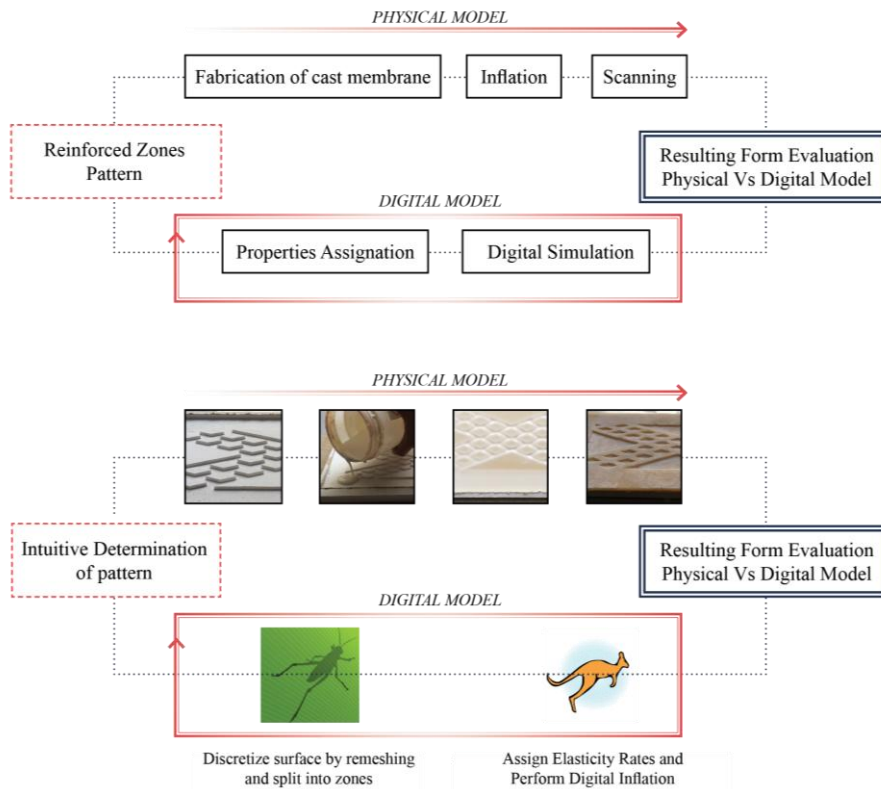 PHYSICAL MODEL
Fabrication of cast membrane
Inflation
Scanning
Reinforced Zones
Pattern
Resulting Form Evaluation
Physical Vs Digital Model
DIGITAL MODEL
Properties Assignation
Digital Simulation
PHYSICAL MODEL
Intuitive Determination
of pattern
Resulting Form Evaluation
Physical Vs Digital Model
DIGITAL MODEL
Discretize surface by remeshing
and split into zones
Assign Elasticity Rates and
Perform Digital Inflation